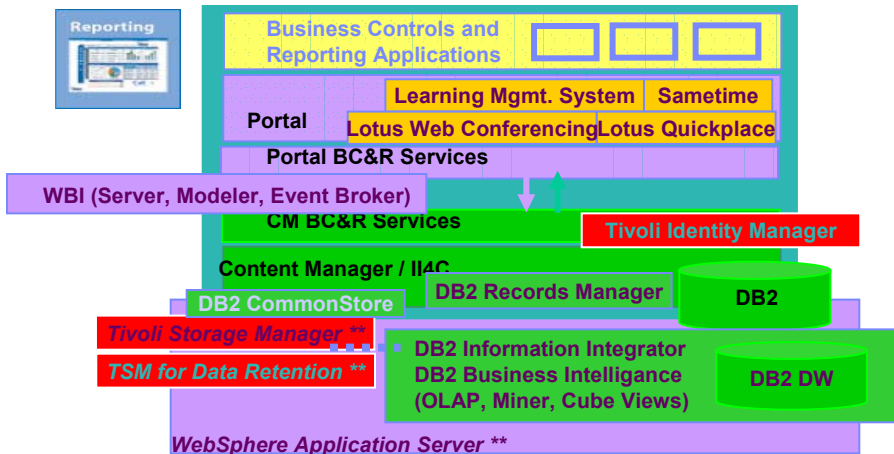 Reporting
Business Controls and
Reporting Applications
Learning Mgmt. System
Sametime
Portal
Lotus Web Conferencing
Lotus Quickplace
Portal BC&R Services
WBI (Server, Modeler, Event Broker)
CM BC&R Services
Tivoli Identity Manager
Content Manager / II4C
DB2 Records Manager
DB2
DB2 CommonStore
Tivoli Storage Manager **
TSM for Data Retention **
DB2 Information Integrator
DB2 Business Intelligance
(OLAP, Miner, Cube Views)
DB2 DW
WebSphere Application Server **